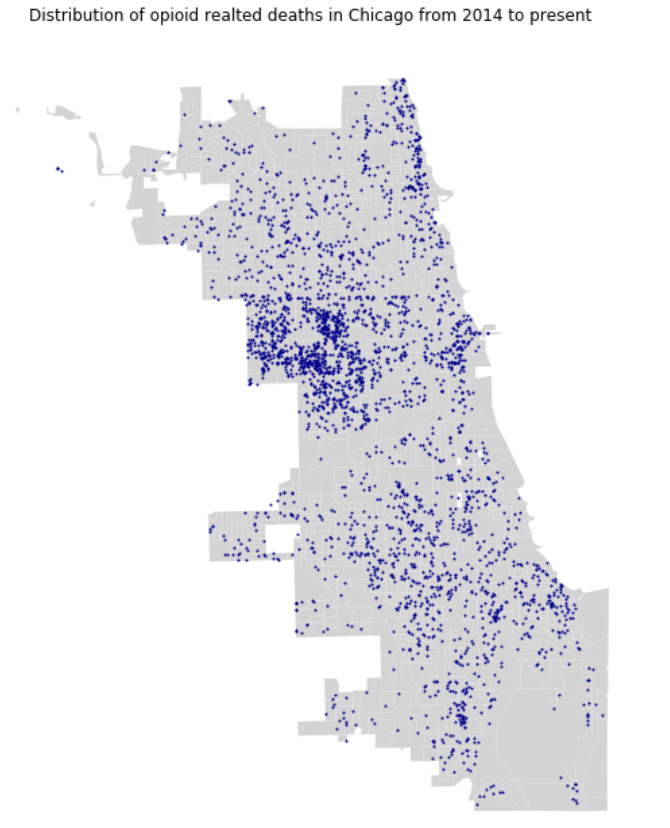 Distribution of opioid realted deaths in Chicago from 2014 to present